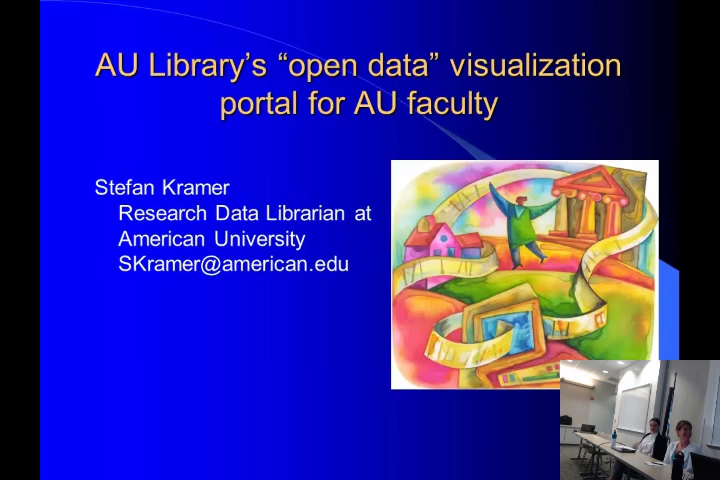 AU Library’s “open data” visualization
portal for AU faculty
Stefan Kramer
Research Data Librarian at
American University
SKramer@american.edu